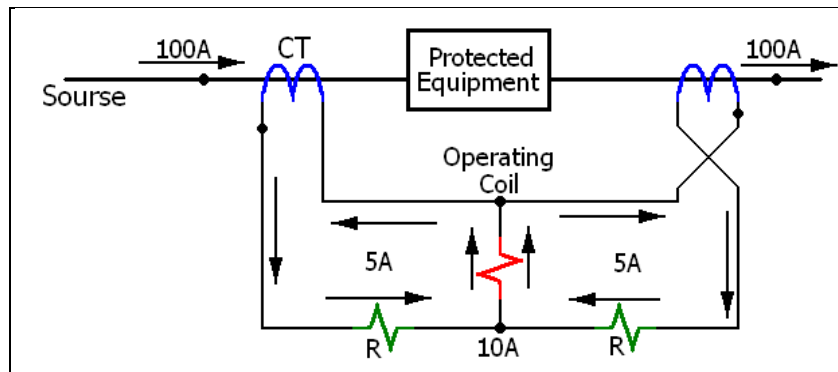 100A
CT
Protected
Equipment
100A
Sourse
Operating
Coil
5A
5A
R
10A
R